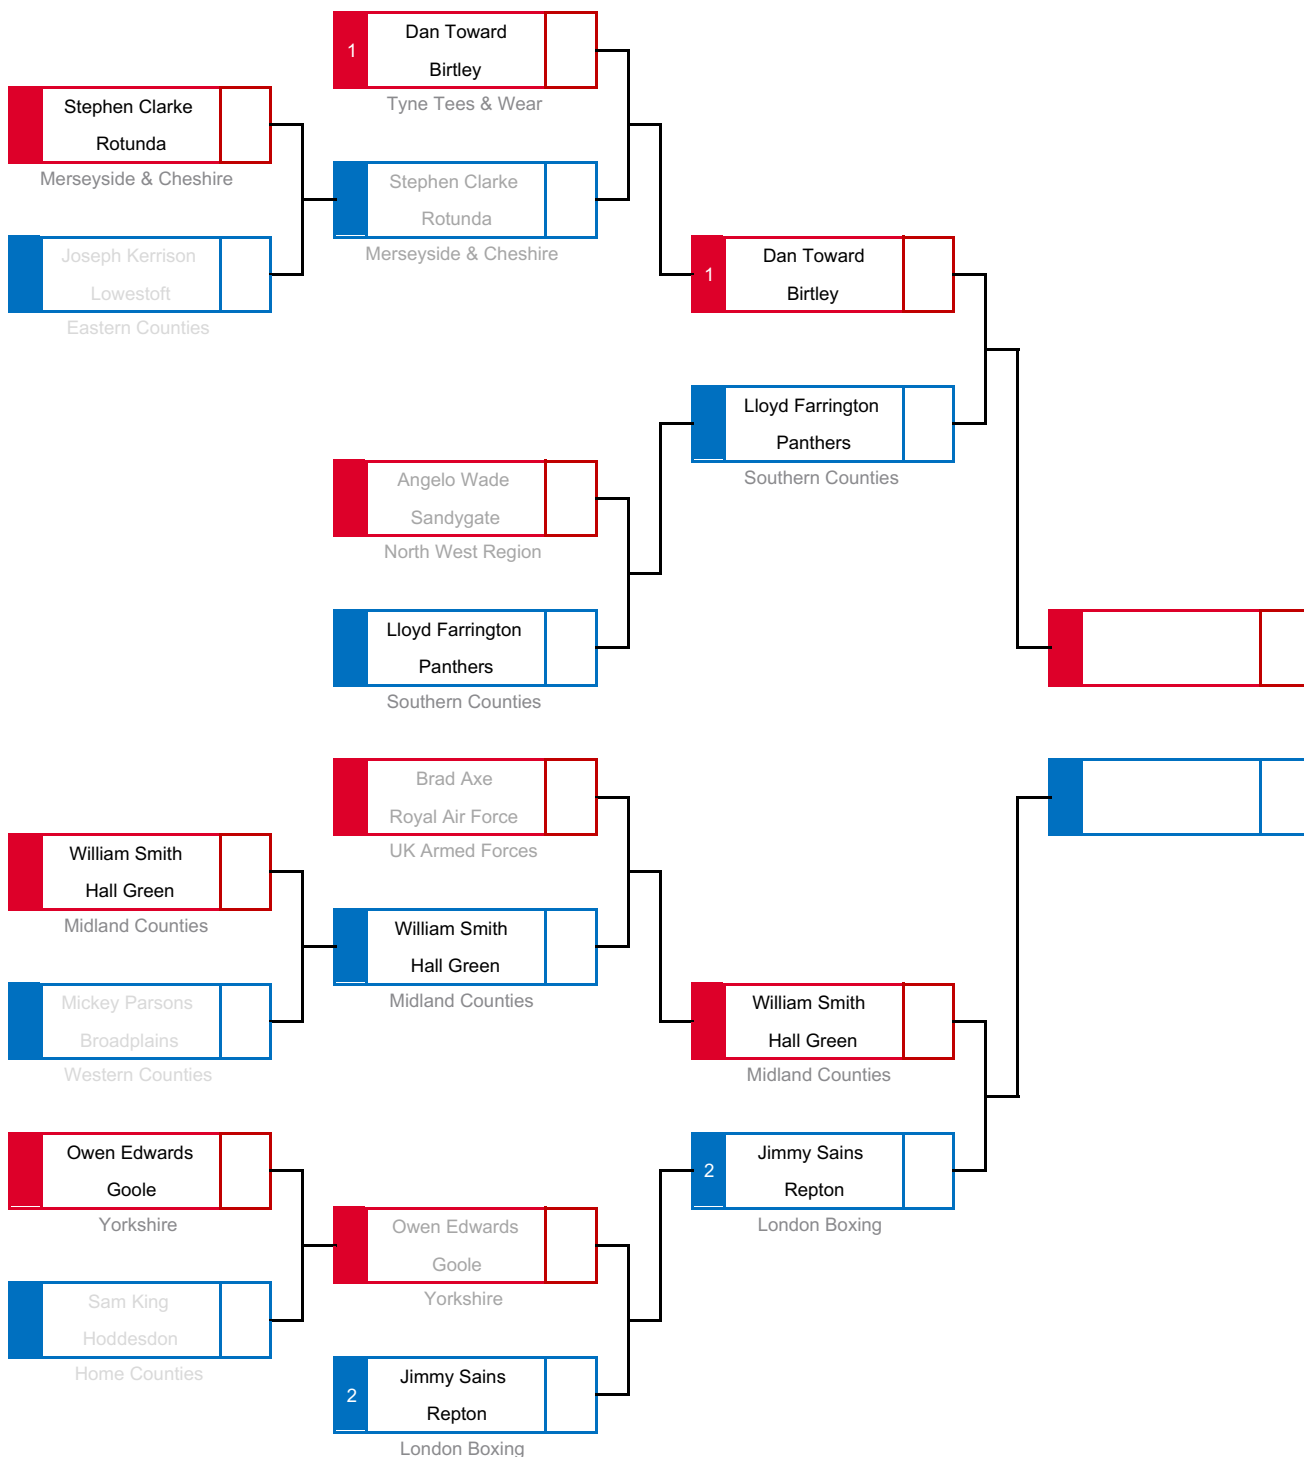 1
Dan Toward
Birtley
Tyne Tees & Wear
Stephen Clarke
Rotunda
Merseyside & Cheshire
Stephen Clarke
Rotunda
Merseyside & Cheshire
Joseph Kerrison
Lowestoft
Eastern Counties
1
Dan Toward
Birtley
Lloyd Farrington
Panthers
Southern Counties
Angelo Wade
Sandygate
North West Region
Lloyd Farrington
Panthers
Southern Counties
Brad Axe
Royal Air Force
UK Armed Forces
William Smith
Hall Green
Midland Counties
William Smith
Hall Green
Midland Counties
Mickey Parsons
Broadplains
Western Counties
William Smith
Hall Green
Midland Counties
Owen Edwards
Goole
Yorkshire
2
Jimmy Sains
Repton
London Boxing
Owen Edwards
Goole
Yorkshire
Sam King
Hoddesdon
Home Counties
2
Jimmy Sains
Repton
London Boxing